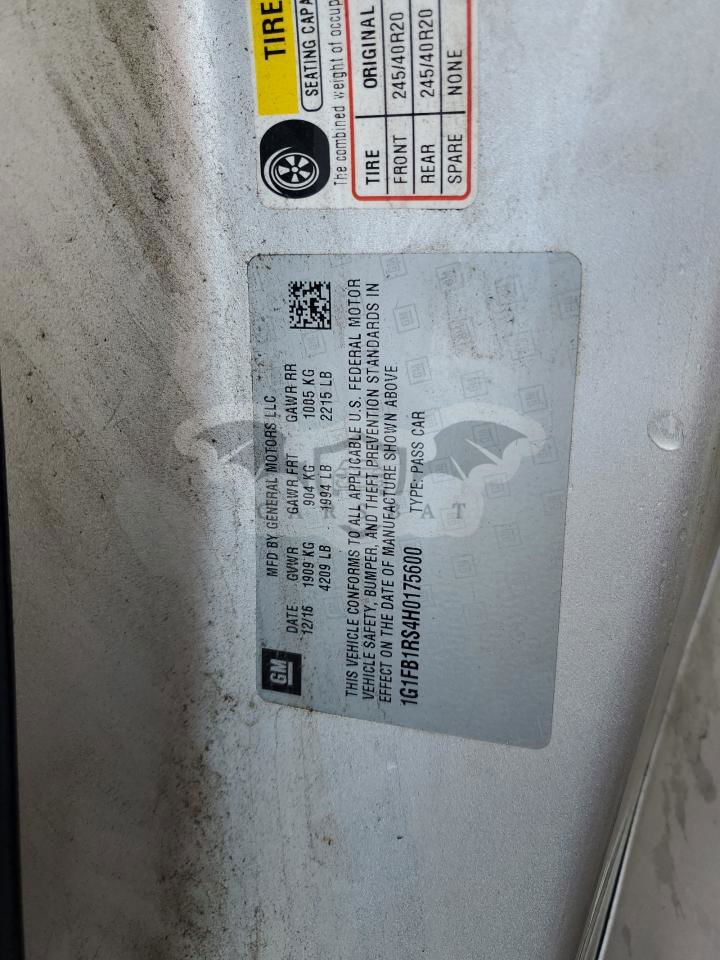 TIRE
SEATING CAPA
The combined weight of occup
TIRE ORIGINAL
FRONT 245/40R20
REAR 245/40R20
SPARE NONE
GM
MFD BY GENERAL MOTORS LLC
DATE GVWR GAWR FRT GAWR RR
12/16 1909 KG 904 KG 1005 KG
4209 LB 1994 LB 2215 LB
THIS VEHICLE CONFORMS TO ALL APPLICABLE U.S. FEDERAL MOTOR
VEHICLE SAFETY, BUMPER, AND THEFT PREVENTION STANDARDS IN
EFFECT ON THE DATE OF MANUFACTURE SHOWN ABOVE
1G1FB1RS4H0175600 TYPE: PASS CAR